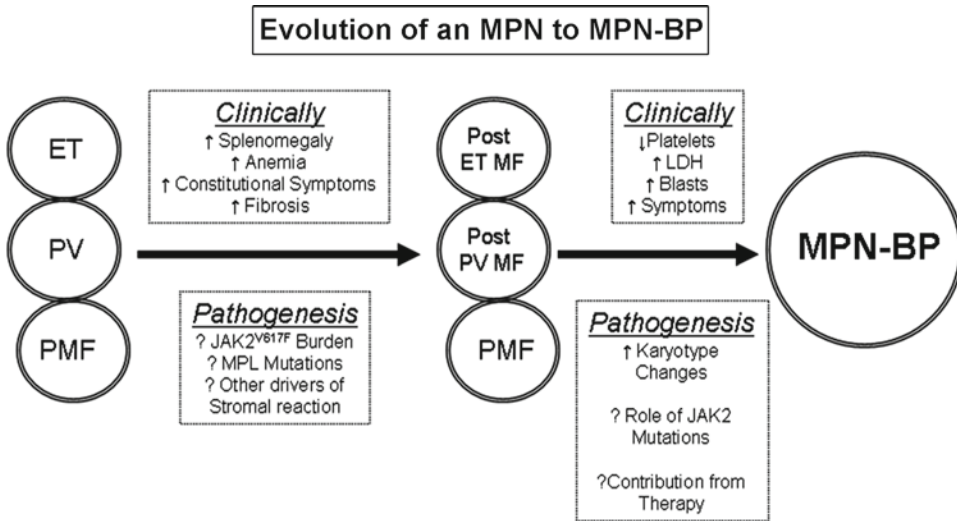 Evolution of an MPN to MPN-BP
ET
PV
PMF
Clinically
↑ Splenomegaly
↑ Anemia
↑ Constitutional Symptoms
↑ Fibrosis
Pathogenesis
? JAK2V617F Burden
? MPL Mutations
? Other drivers of
Stromal reaction
Post
ET MF
Post
PV MF
PMF
Clinically
↓Platelets
↑ LDH
↑ Blasts
↑ Symptoms
Pathogenesis
↑ Karyotype
Changes
? Role of JAK2
Mutations
?Contribution from
Therapy
MPN-BP